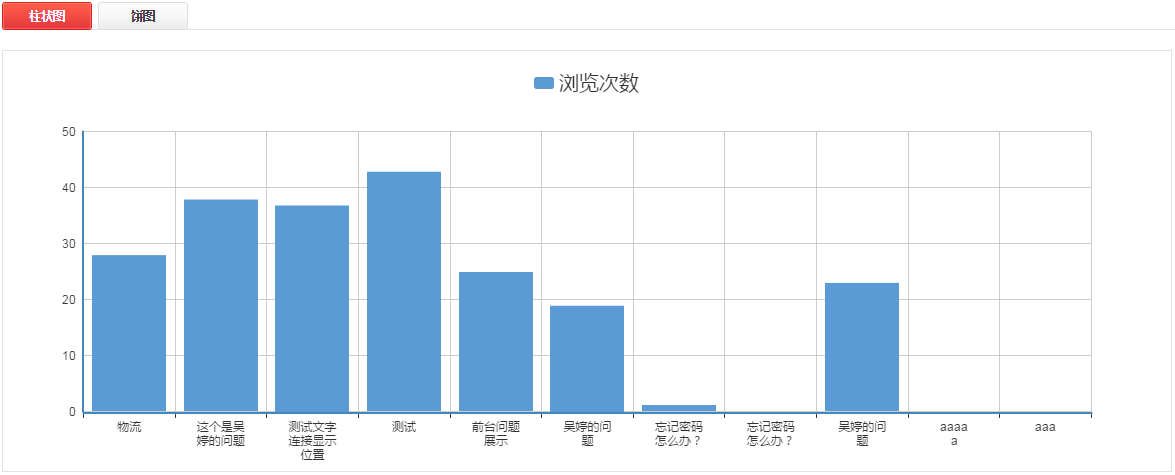 柱状图 饼图
浏览次数
50
40
30
20
10
0
物流
这个是吴
婷的问题
测试文字
连接显示
位置
测试
前台问题
展示
吴婷的问
题
忘记密码
怎么办？
忘记密码
怎么办？
吴婷的问
题
aaaa
a
aaa